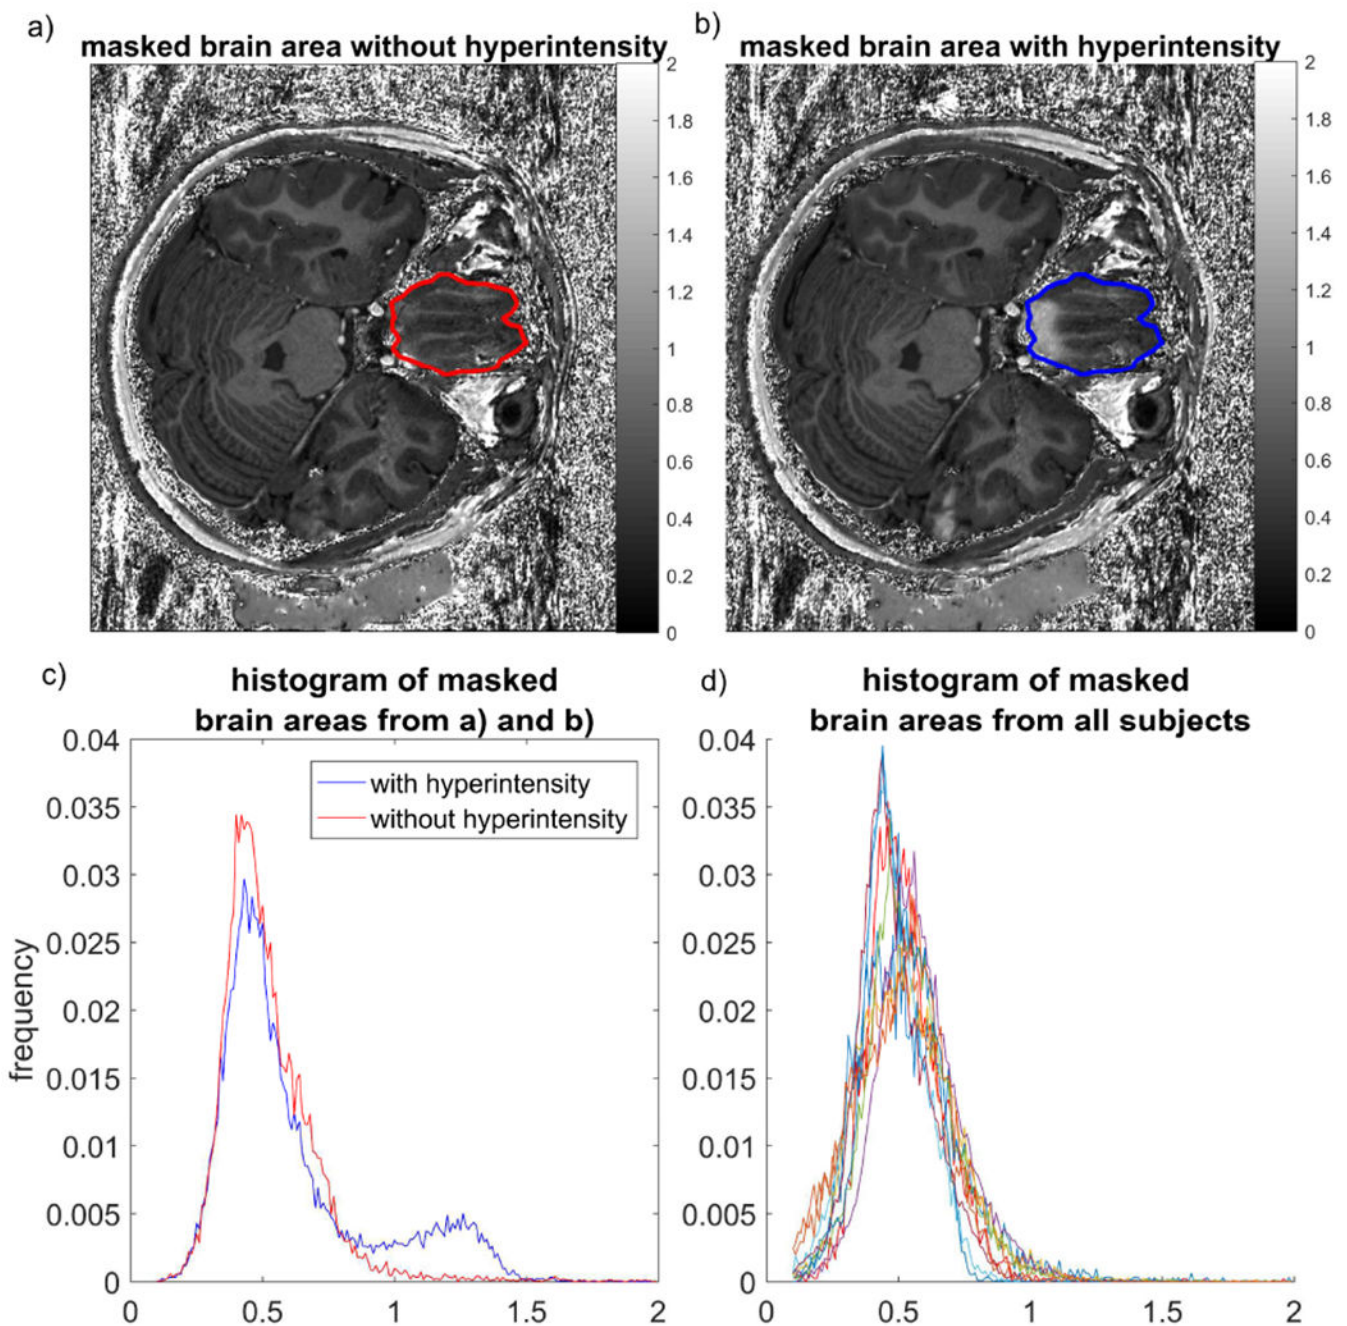 a)
masked brain area without hyperintensity
2
1.8
1.6
1.4
1.2
1
0.8
0.6
0.4
0.2
0
b)
masked brain area with hyperintensity
2
1.8
1.6
1.4
1.2
1
0.8
0.6
0.4
0.2
0
c)
histogram of masked
brain areas from a) and b)
0.04
0.035
0.03
0.025
0.02
0.015
0.01
0.005
0
frequency
with hyperintensity
without hyperintensity
0 0.5 1 1.5 2
d)
histogram of masked
brain areas from all subjects
0.04
0.035
0.03
0.025
0.02
0.015
0.01
0.005
0
0 0.5 1 1.5 2